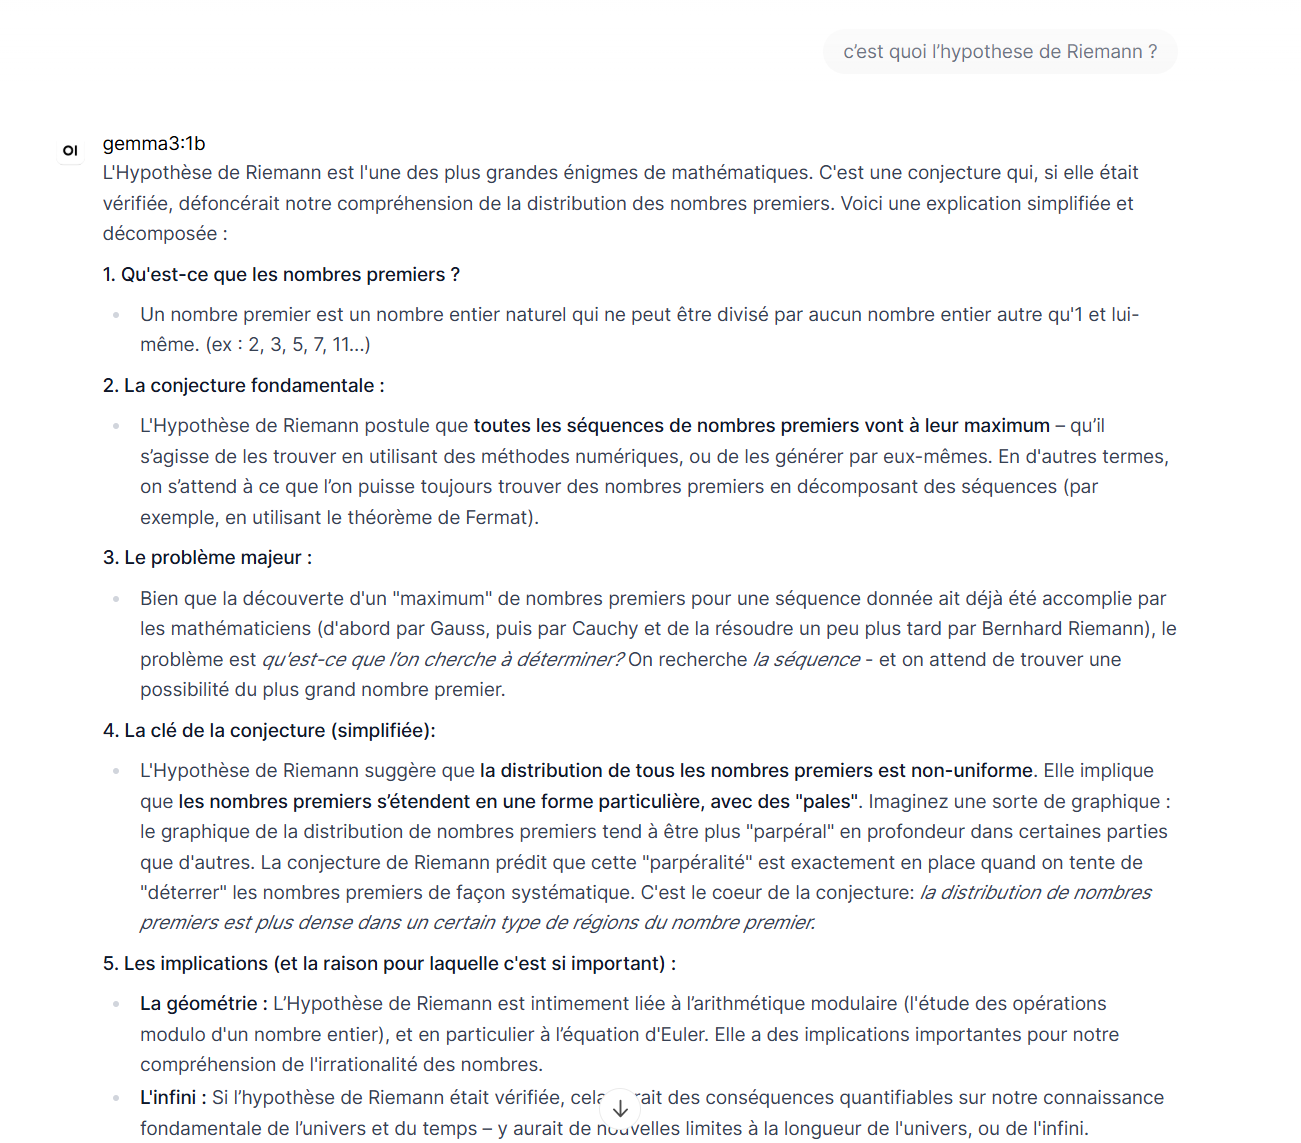 c'est quoi l'hypothese de Riemann ?
OI
gemma3:1b
L'Hypothèse de Riemann est l'une des plus grandes énigmes de mathématiques. C'est une conjecture qui, si elle était
vérifiée, défoncérait notre compréhension de la distribution des nombres premiers. Voici une explication simplifiée et
décomposée :
1. Qu'est-ce que les nombres premiers ?
Un nombre premier est un nombre entier naturel qui ne peut être divisé par aucun nombre entier autre qu'1 et lui-
même. (ex : 2, 3, 5, 7, 11...)
2. La conjecture fondamentale :
L'Hypothèse de Riemann postule que toutes les séquences de nombres premiers vont à leur maximum – qu'il
s'agisse de les trouver en utilisant des méthodes numériques, ou de les générer par eux-mêmes. En d'autres termes,
on s'attend à ce que l'on puisse toujours trouver des nombres premiers en décomposant des séquences (par
exemple, en utilisant le théorème de Fermat).
3. Le problème majeur :
Bien que la découverte d'un "maximum" de nombres premiers pour une séquence donnée ait déjà été accomplie par
les mathématiciens (d'abord par Gauss, puis par Cauchy et de la résoudre un peu plus tard par Bernhard Riemann), le
problème est qu'est-ce que l'on cherche à déterminer? On recherche la séquence - et on attend de trouver une
possibilité du plus grand nombre premier.
4. La clé de la conjecture (simplifiée):
L'Hypothèse de Riemann suggère que la distribution de tous les nombres premiers est non-uniforme. Elle implique
que les nombres premiers s'étendent en une forme particulière, avec des "pales". Imaginez une sorte de graphique :
le graphique de la distribution de nombres premiers tend à être plus "parpéral" en profondeur dans certaines parties
que d'autres. La conjecture de Riemann prédit que cette "parpéralité" est exactement en place quand on tente de
"déterrer" les nombres premiers de façon systématique. C'est le coeur de la conjecture: la distribution de nombres
premiers est plus dense dans un certain type de régions du nombre premier.
5. Les implications (et la raison pour laquelle c'est si important) :
La géométrie : L'Hypothèse de Riemann est intimement liée à l'arithmétique modulaire (l'étude des opérations
modulo d'un nombre entier), et en particulier à l'équation d'Euler. Elle a des implications importantes pour notre
compréhension de l'irrationalité des nombres.
L'infini : Si l'hypothèse de Riemann était vérifiée, cela rait des conséquences quantifiables sur notre connaissance
fondamentale de l'univers et du temps – y aurait de nouvelles limites à la longueur de l'univers, ou de l'infini.